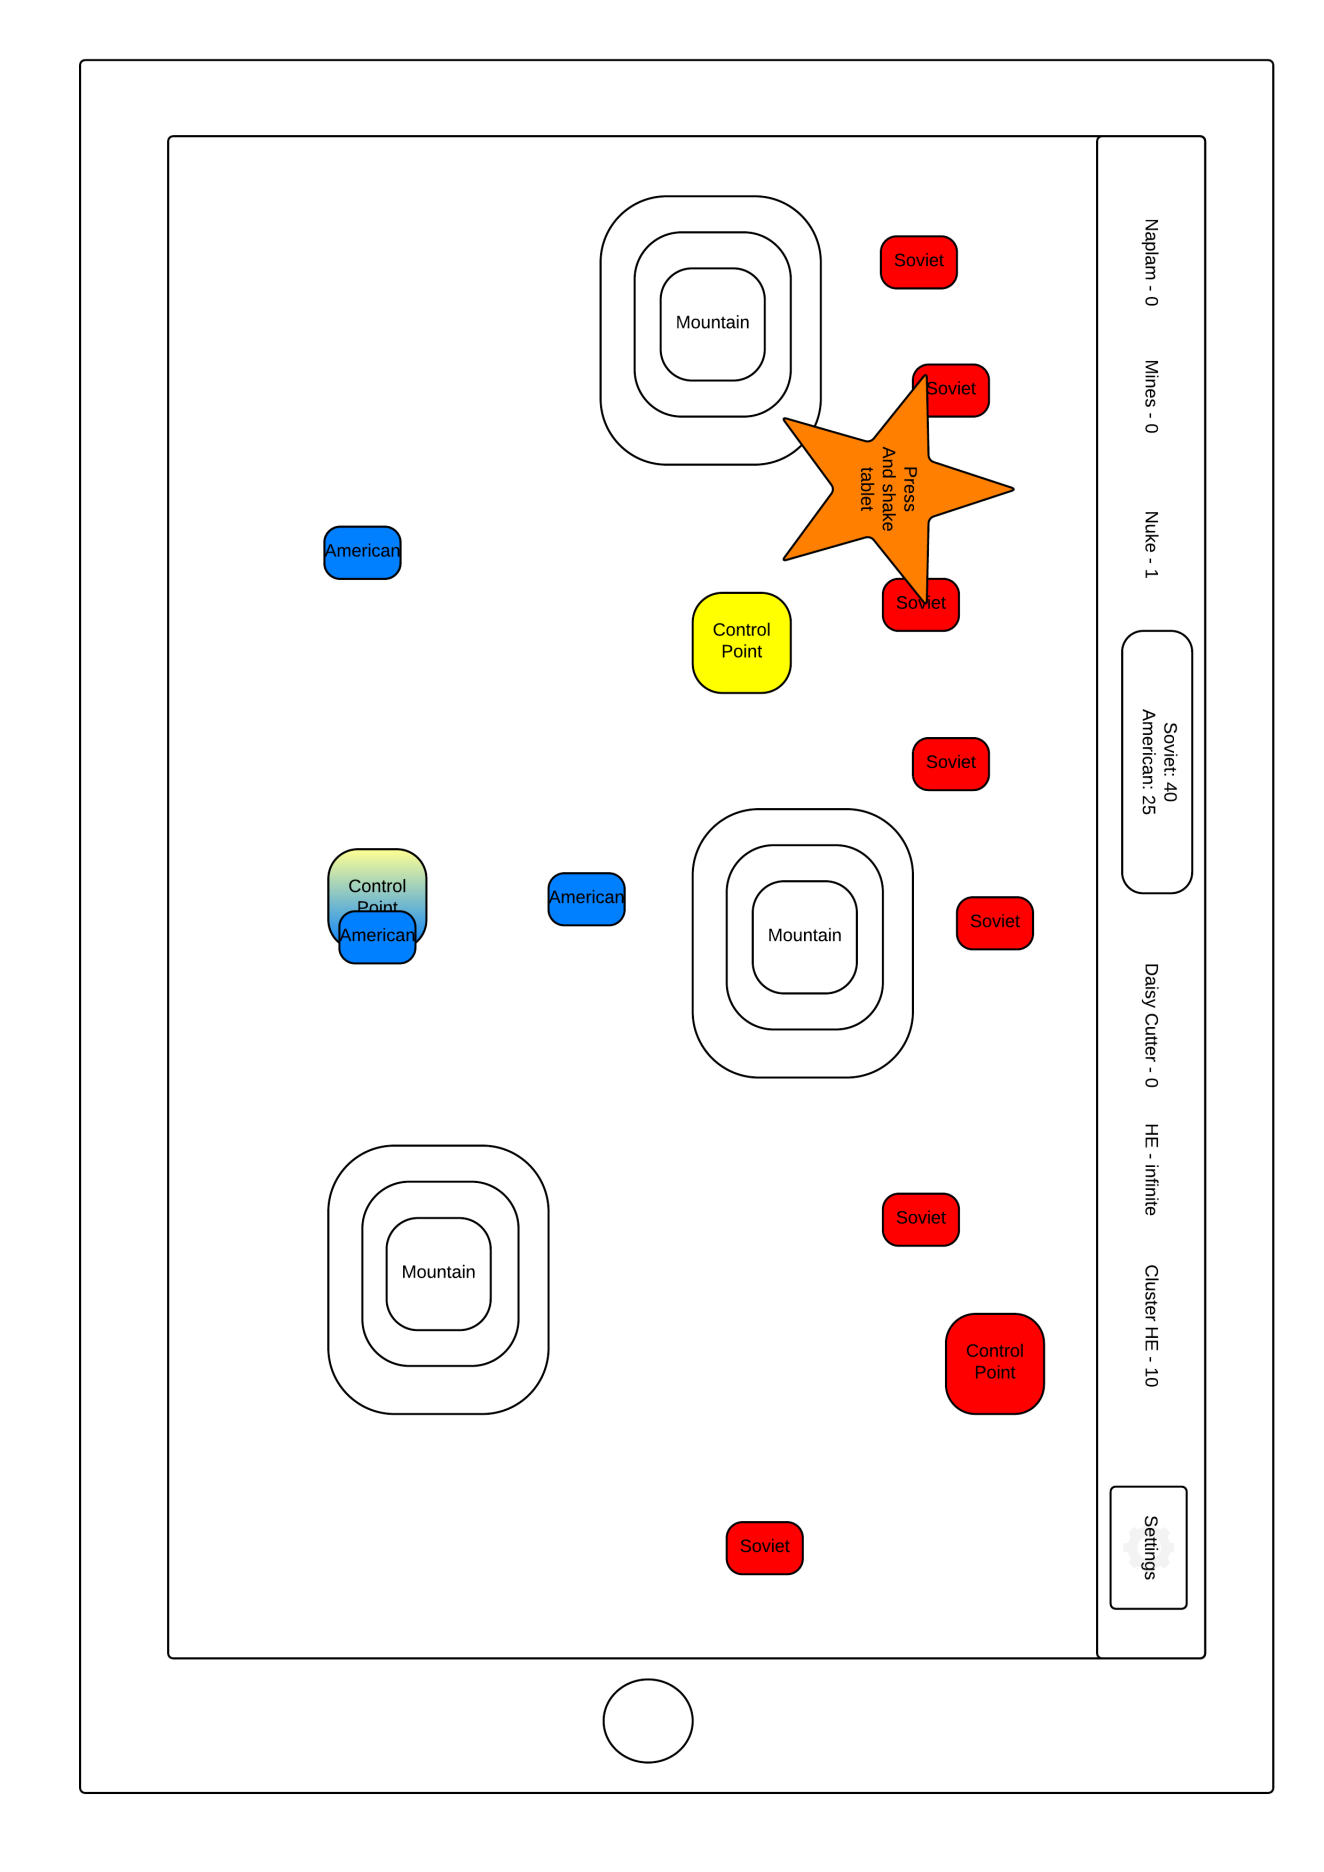 Naplam - 0
Mines - 0
Nuke - 1
Soviet: 40
American: 25
Daisy Cutter - 0
HE - infinite
Cluster HE - 10
Settings
Soviet
Mountain
Soviet
Press
And shake
tablet
American
Soviet
Control
Point
Soviet
Control
Point
American
American
Soviet
Mountain
Soviet
Mountain
Control
Point
Soviet